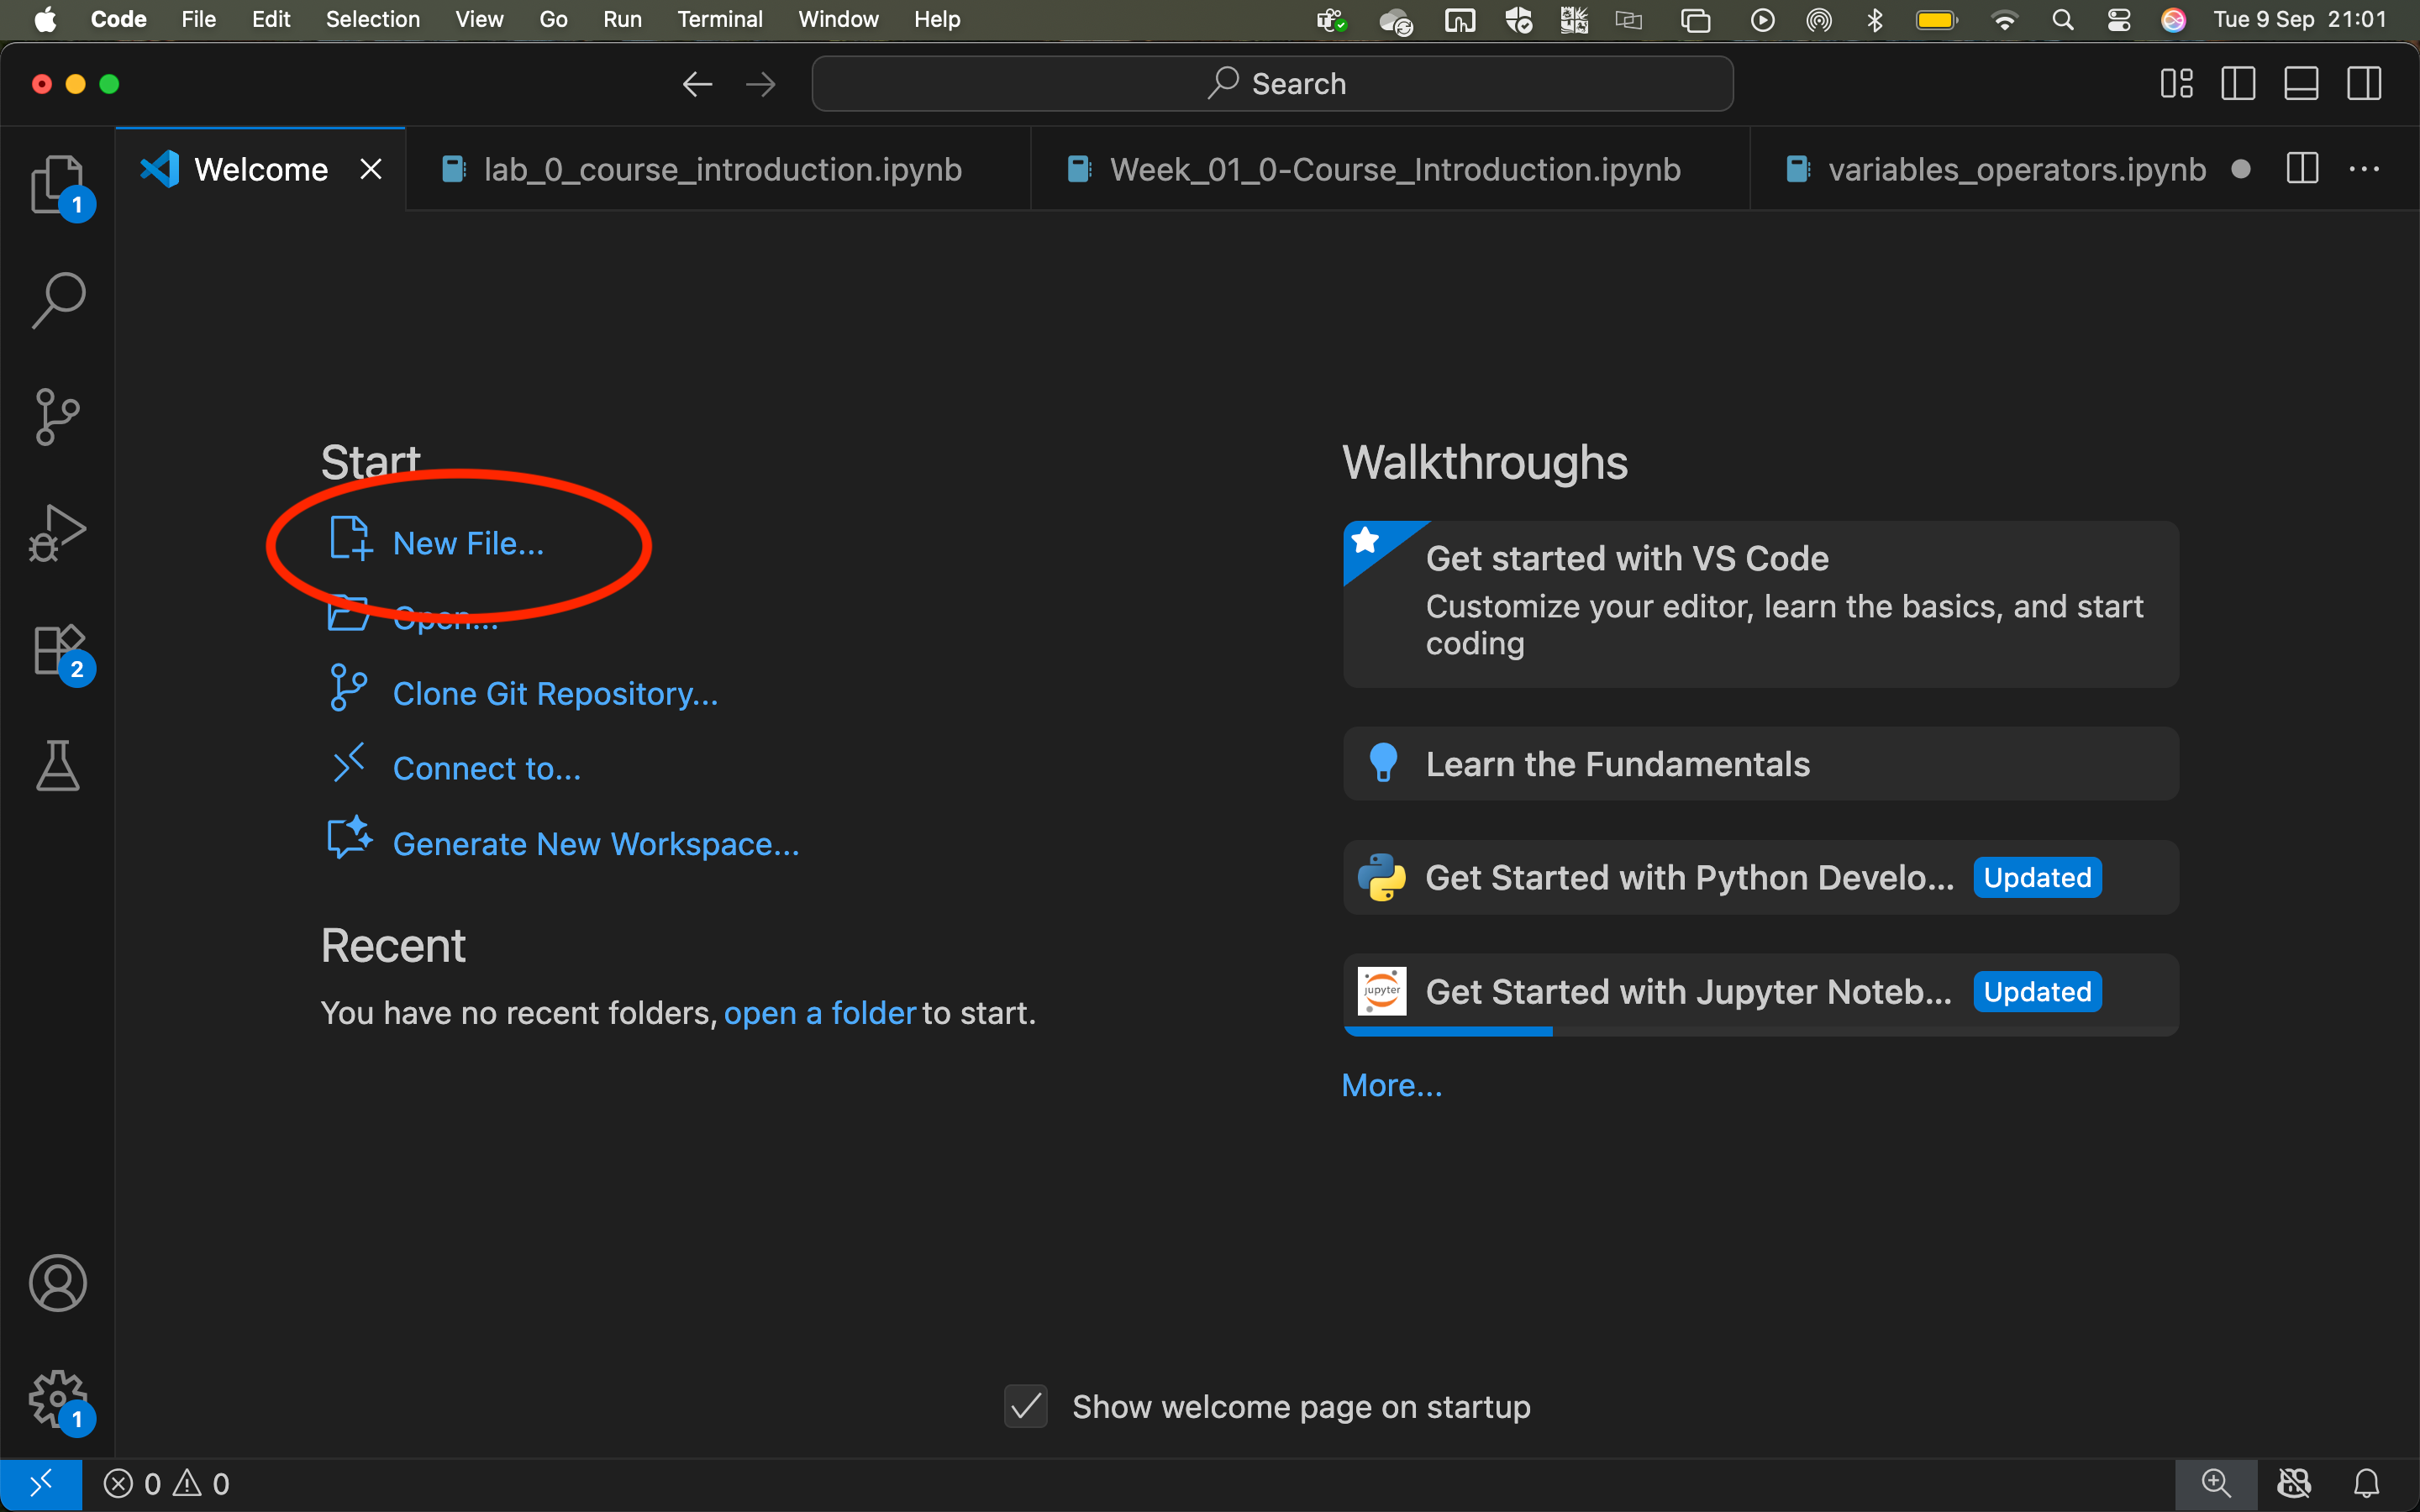 Code File Edit Selection View Go Run Terminal Window Help Tue 9 Sep 21:01
Search
Welcome lab_0_course_introduction.ipynb Week_01_0-Course_Introduction.ipynb variables_operators.ipynb
1
Start
New File...
Open...
Clone Git Repository...
Connect to...
Generate New Workspace...
2
Recent
You have no recent folders, open a folder to start.
Walkthroughs
Get started with VS Code
Customize your editor, learn the basics, and start
coding
Learn the Fundamentals
Get Started with Python Develo... Updated
jupyter Get Started with Jupyter Noteb... Updated
More...
Show welcome page on startup
1
0 0